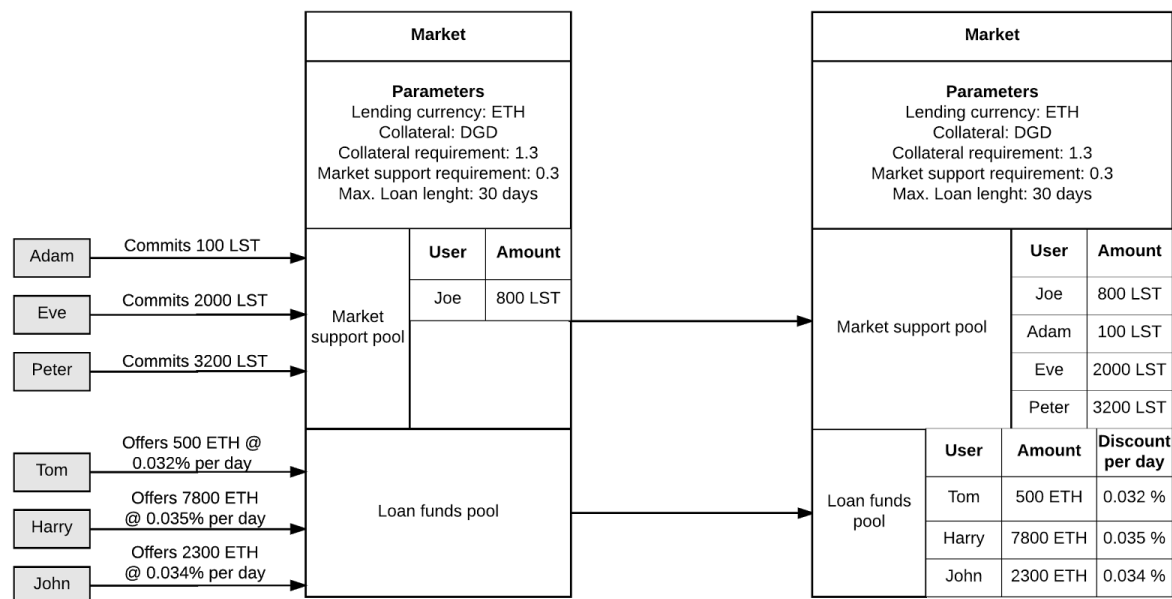 Market
Parameters
Lending currency: ETH
Collateral: DGD
Collateral requirement: 1.3
Market support requirement: 0.3
Max. Loan lenght: 30 days
Adam
Commits 100 LST
Eve
Commits 2000 LST
Peter
Commits 3200 LST
Market
support pool
User Amount
Joe 800 LST
Tom
Offers 500 ETH @
0.032% per day
Harry
Offers 7800 ETH
@ 0.035% per day
John
Offers 2300 ETH
@ 0.034% per day
Loan funds pool
Market
Parameters
Lending currency: ETH
Collateral: DGD
Collateral requirement: 1.3
Market support requirement: 0.3
Max. Loan lenght: 30 days
Market support pool
User Amount
Joe 800 LST
Adam 100 LST
Eve 2000 LST
Peter 3200 LST
Loan funds
pool
User Amount Discount
per day
Tom 500 ETH 0.032 %
Harry 7800 ETH 0.035 %
John 2300 ETH 0.034 %